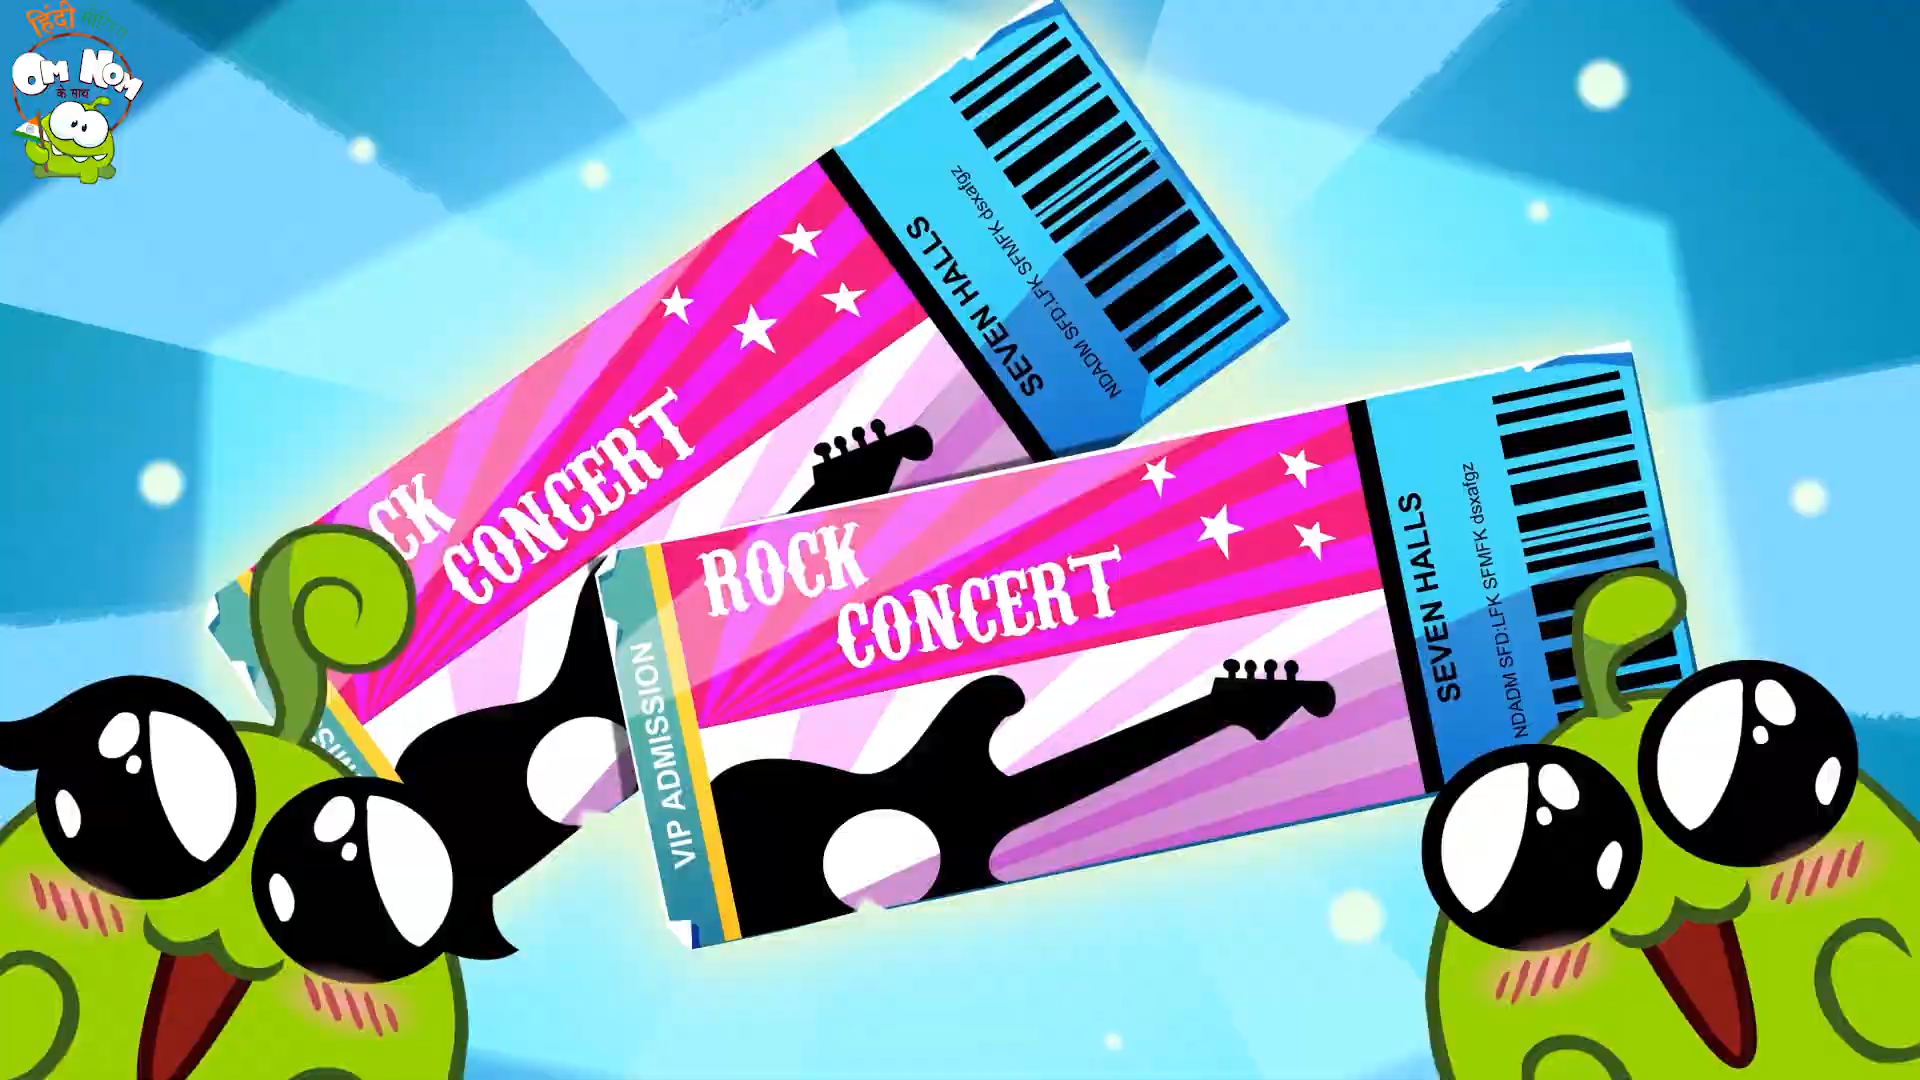 हिंदी
OM NOM
के साथ
CK
CONCERT
SEVEN HALLS
NDADM SFD:LFK SFMFK dsxafgz
ROCK
CONCERT
VIP ADMISSION
SEVEN HALLS
NDADM SFD:LFK SFMFK dsxafgz